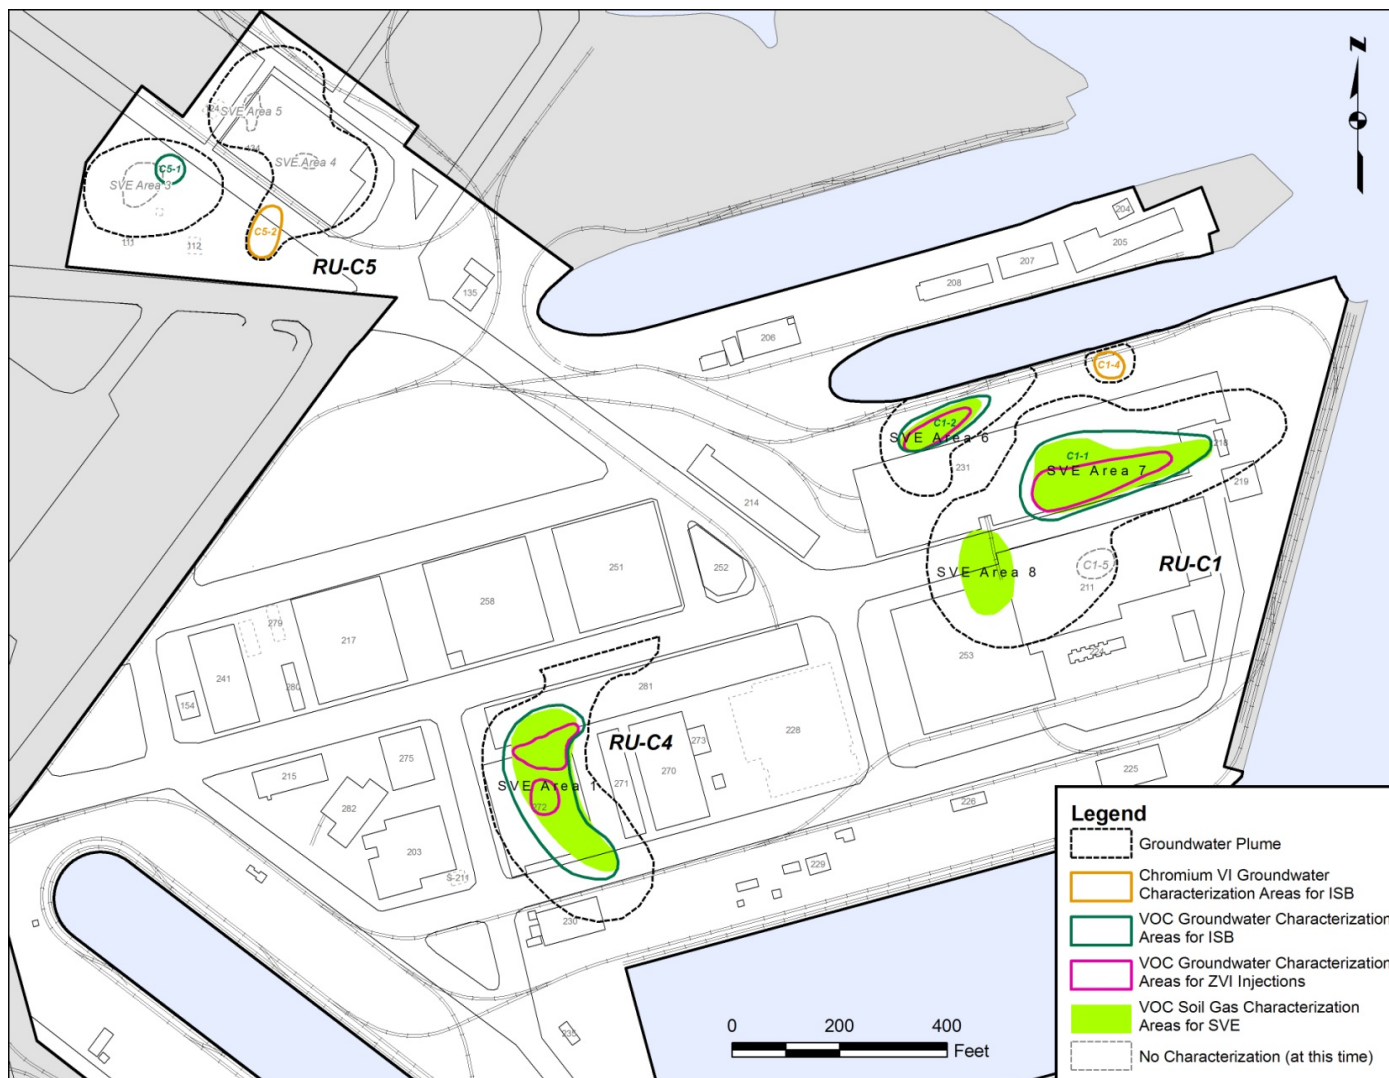 N
SVE Area 5
124
134
SVE Area 4
C5-1
SVE Area 3
C5-2
111
112
RU-C5
135
204
205
207
208
206
C1-4
C1-2
SVE Area 6
231
C1-1
SVE Area 7
218
219
214
SVE Area 8
C1-5
211
RU-C1
251
252
258
217
279
241
280
154
253
224
281
228
RU-C4
273
270
271
SVE Area 1
272
275
215
282
203
S-211
225
226
229
230
235
0 200 400
Feet
Legend
Groundwater Plume
Chromium VI Groundwater
Characterization Areas for ISB
VOC Groundwater Characterization
Areas for ISB
VOC Groundwater Characterization
Areas for ZVI Injections
VOC Soil Gas Characterization
Areas for SVE
No Characterization (at this time)